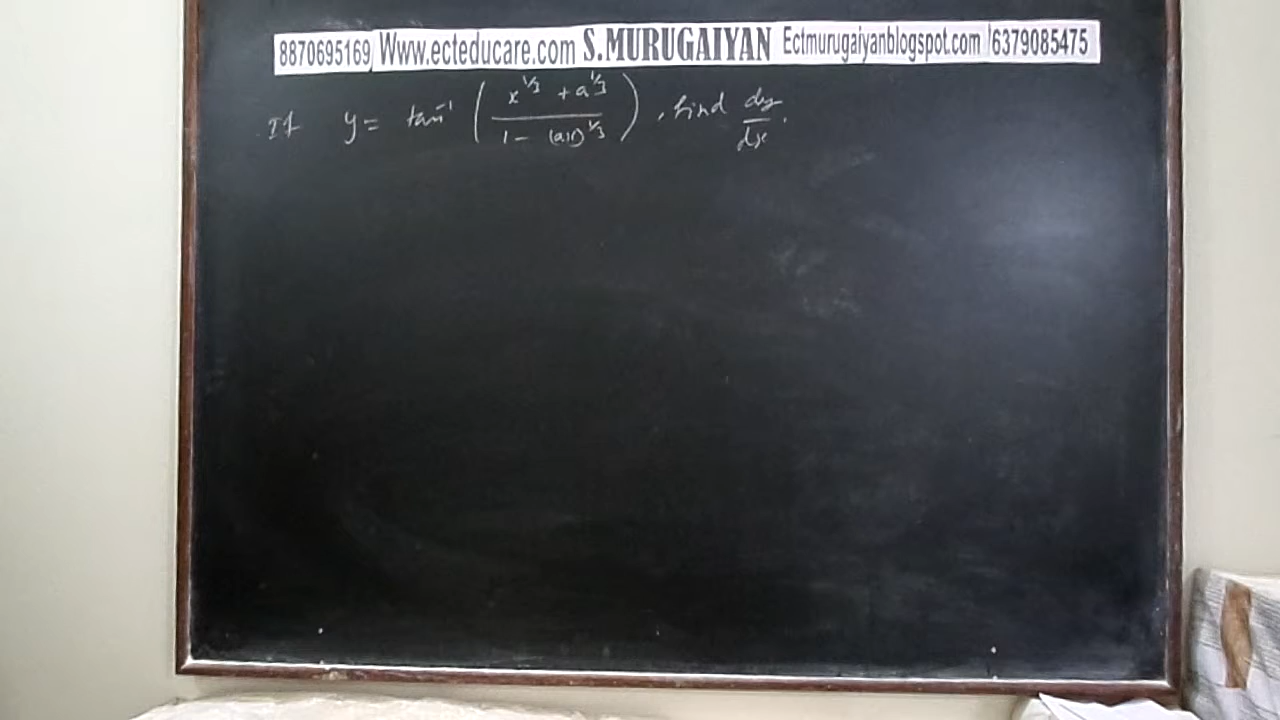 8870695169 Www.ecteducare.com S.MURUGAIYAN Ectmurugaiyanblogspot.com /6379085475
If y = tan⁻¹ ( (x^1/3 + a^1/3) / (1 - (ax)^1/3) ), find dy/dx.